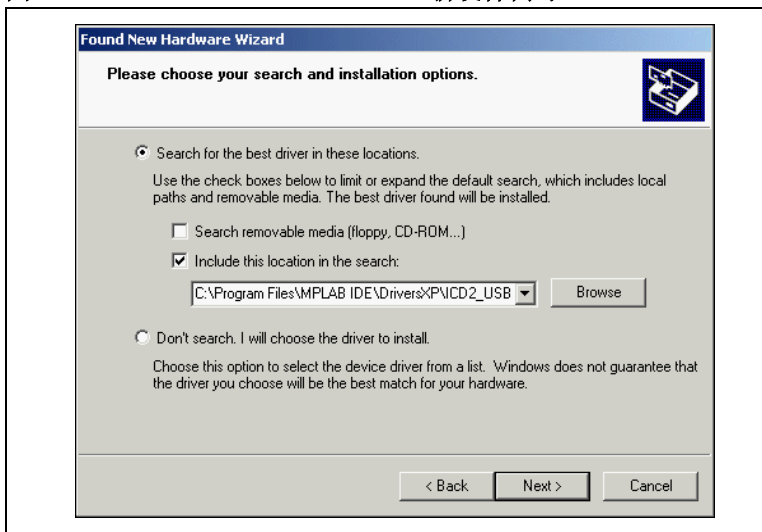 Found New Hardware Wizard
Please choose your search and installation options.
Search for the best driver in these locations.
Use the check boxes below to limit or expand the default search, which includes local
paths and removable media. The best driver found will be installed.
Search removable media (floppy, CD-ROM...)
Include this location in the search:
C:\Program Files\MPLAB IDE\DriversXP\ICD2_USB
Browse
Don't search. I will choose the driver to install.
Choose this option to select the device driver from a list. Windows does not guarantee that
the driver you choose will be the best match for your hardware.
< Back
Next >
Cancel